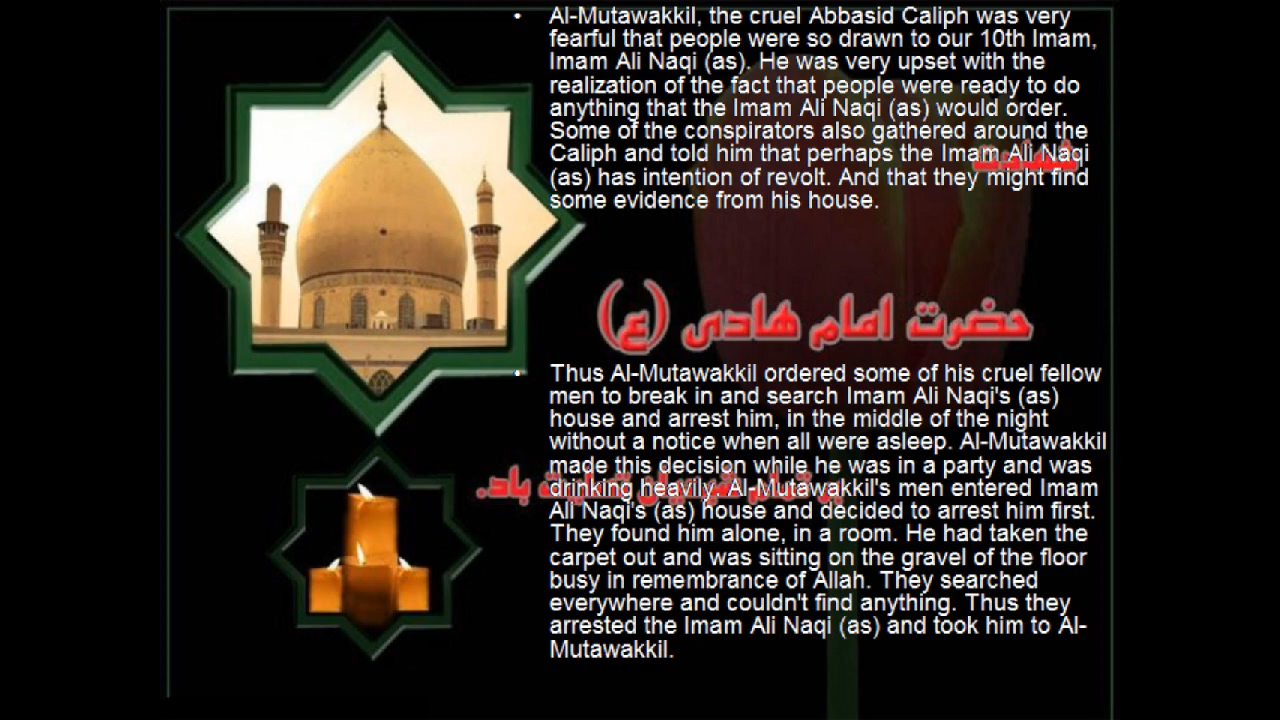 • Al-Mutawakkil, the cruel Abbasid Caliph was very
fearful that people were so drawn to our 10th Imam,
Imam Ali Naqi (as). He was very upset with the
realization of the fact that people were ready to do
anything that the Imam Ali Naqi (as) would order.
Some of the conspirators also gathered around the
Caliph and told him that perhaps the Imam Ali Naqi
(as) has intention of revolt. And that they might find
some evidence from his house.
شهادت
حضرت امام هادی (ع)
• Thus Al-Mutawakkil ordered some of his cruel fellow
men to break in and search Imam Ali Naqi's (as)
house and arrest him, in the middle of the night
without a notice when all were asleep. Al-Mutawakkil
made this decision while he was in a party and was
drinking heavily. Al-Mutawakkil's men entered Imam
Ali Naqi's (as) house and decided to arrest him first.
They found him alone, in a room. He had taken the
carpet out and was sitting on the gravel of the floor
busy in remembrance of Allah. They searched
everywhere and couldn't find anything. Thus they
arrested the Imam Ali Naqi (as) and took him to Al-
Mutawakkil.
بر تسلیت باد.